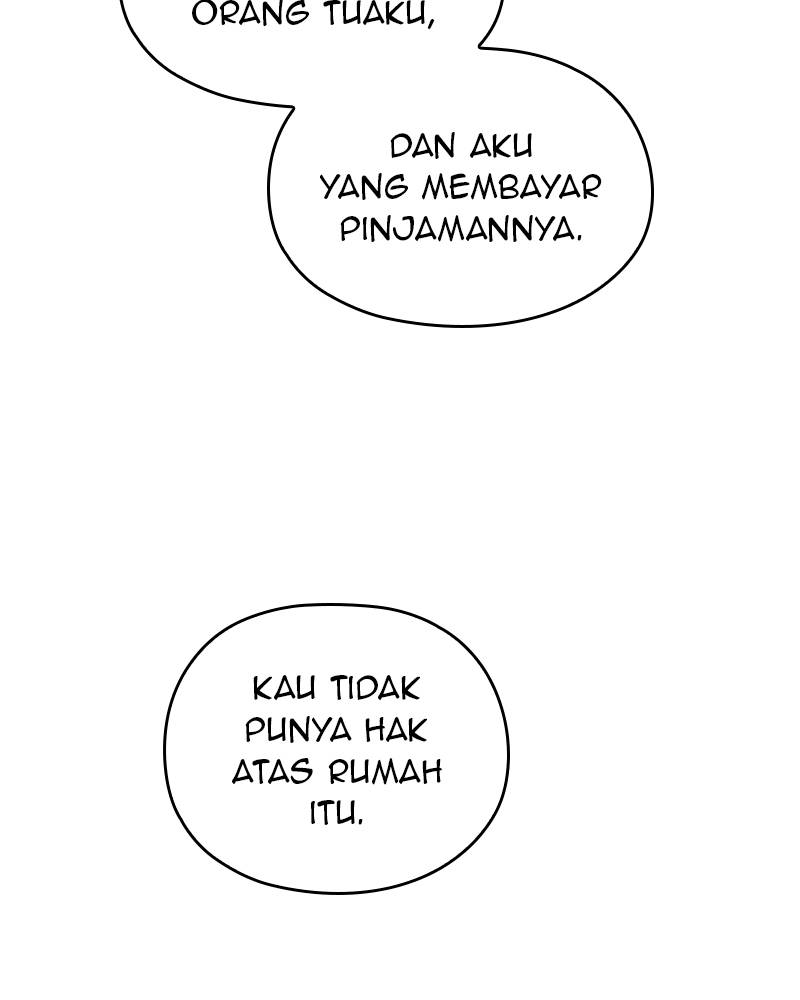 ORANG TUAKU,
DAN AKU
YANG MEMBAYAR
PINJAMANNYA.
KAU TIDAK
PUNYA HAK
ATAS RUMAH
ITU.